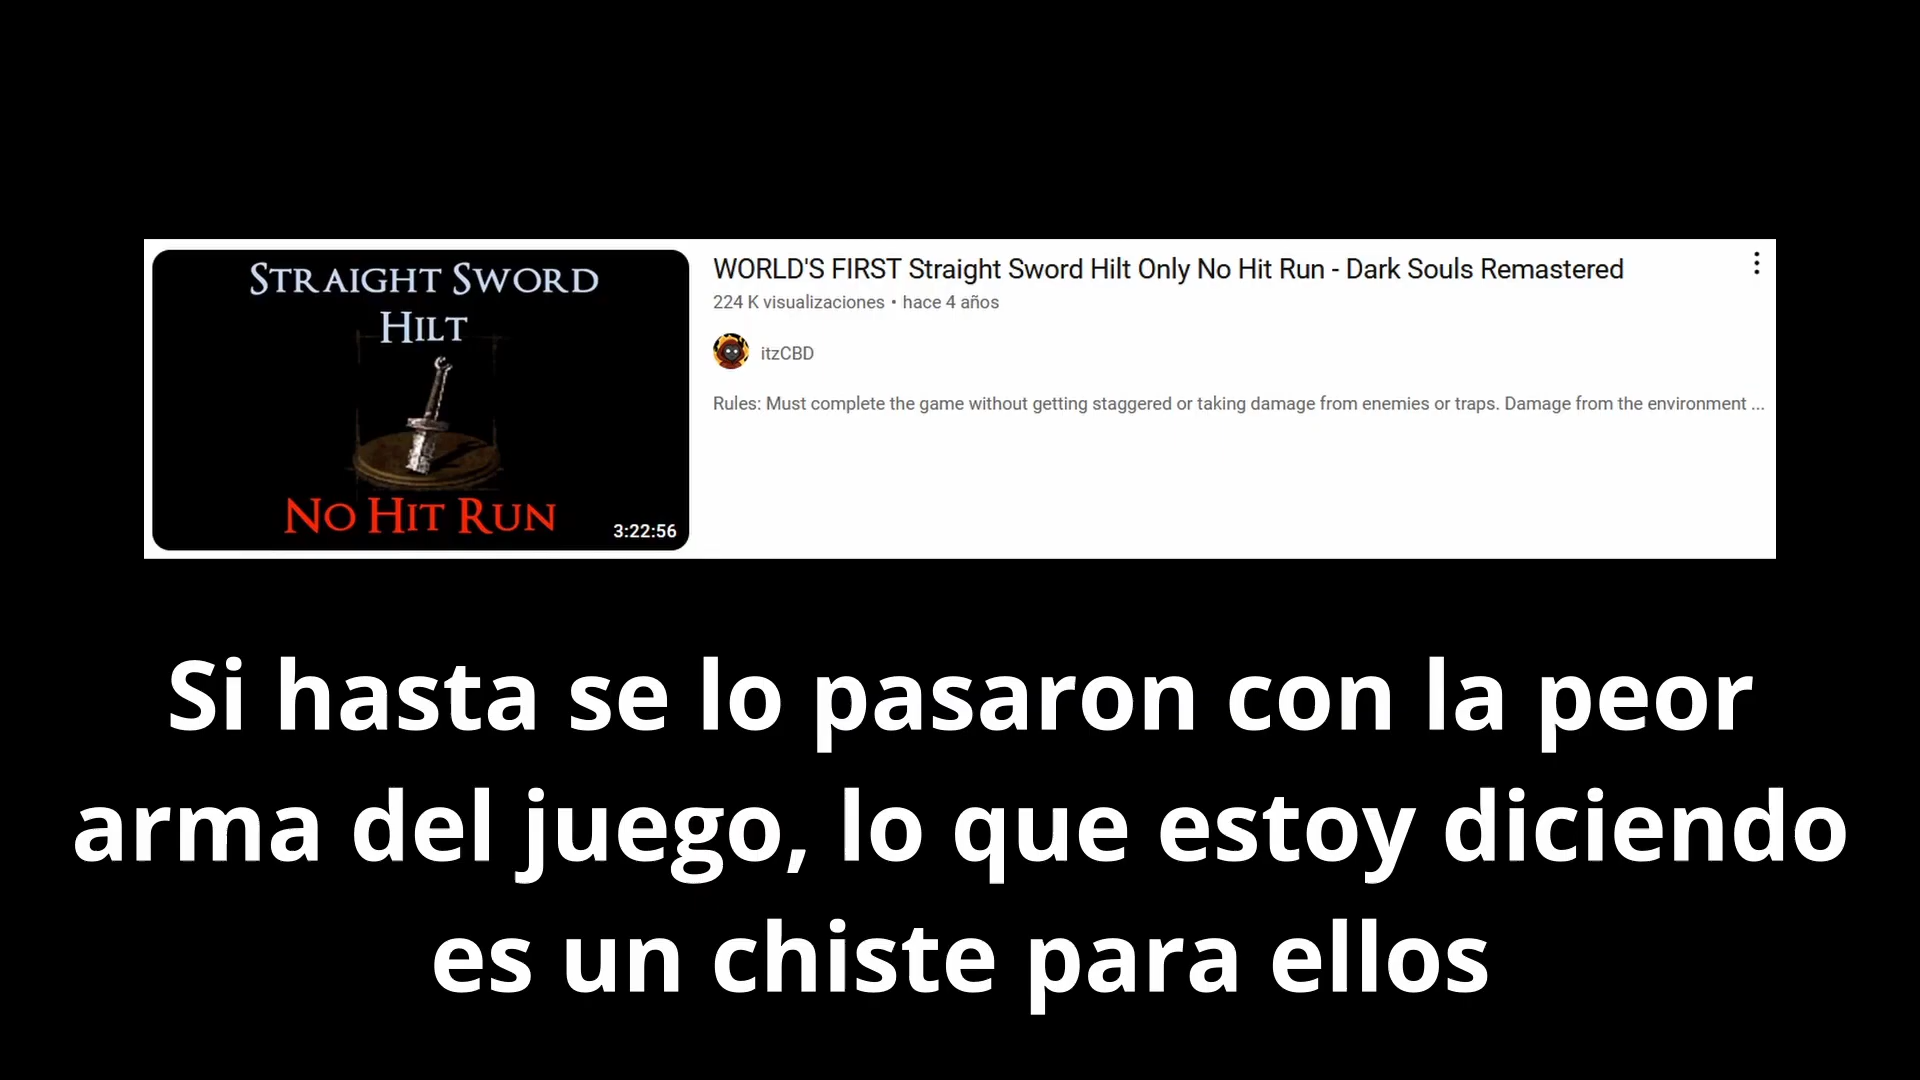 STRAIGHT SWORD
HILT
NO HIT RUN
3:22:56
WORLD'S FIRST Straight Sword Hilt Only No Hit Run - Dark Souls Remastered
224 K visualizaciones • hace 4 años
itzCBD
Rules: Must complete the game without getting staggered or taking damage from enemies or traps. Damage from the environment ...
Si hasta se lo pasaron con la peor
arma del juego, lo que estoy diciendo
es un chiste para ellos